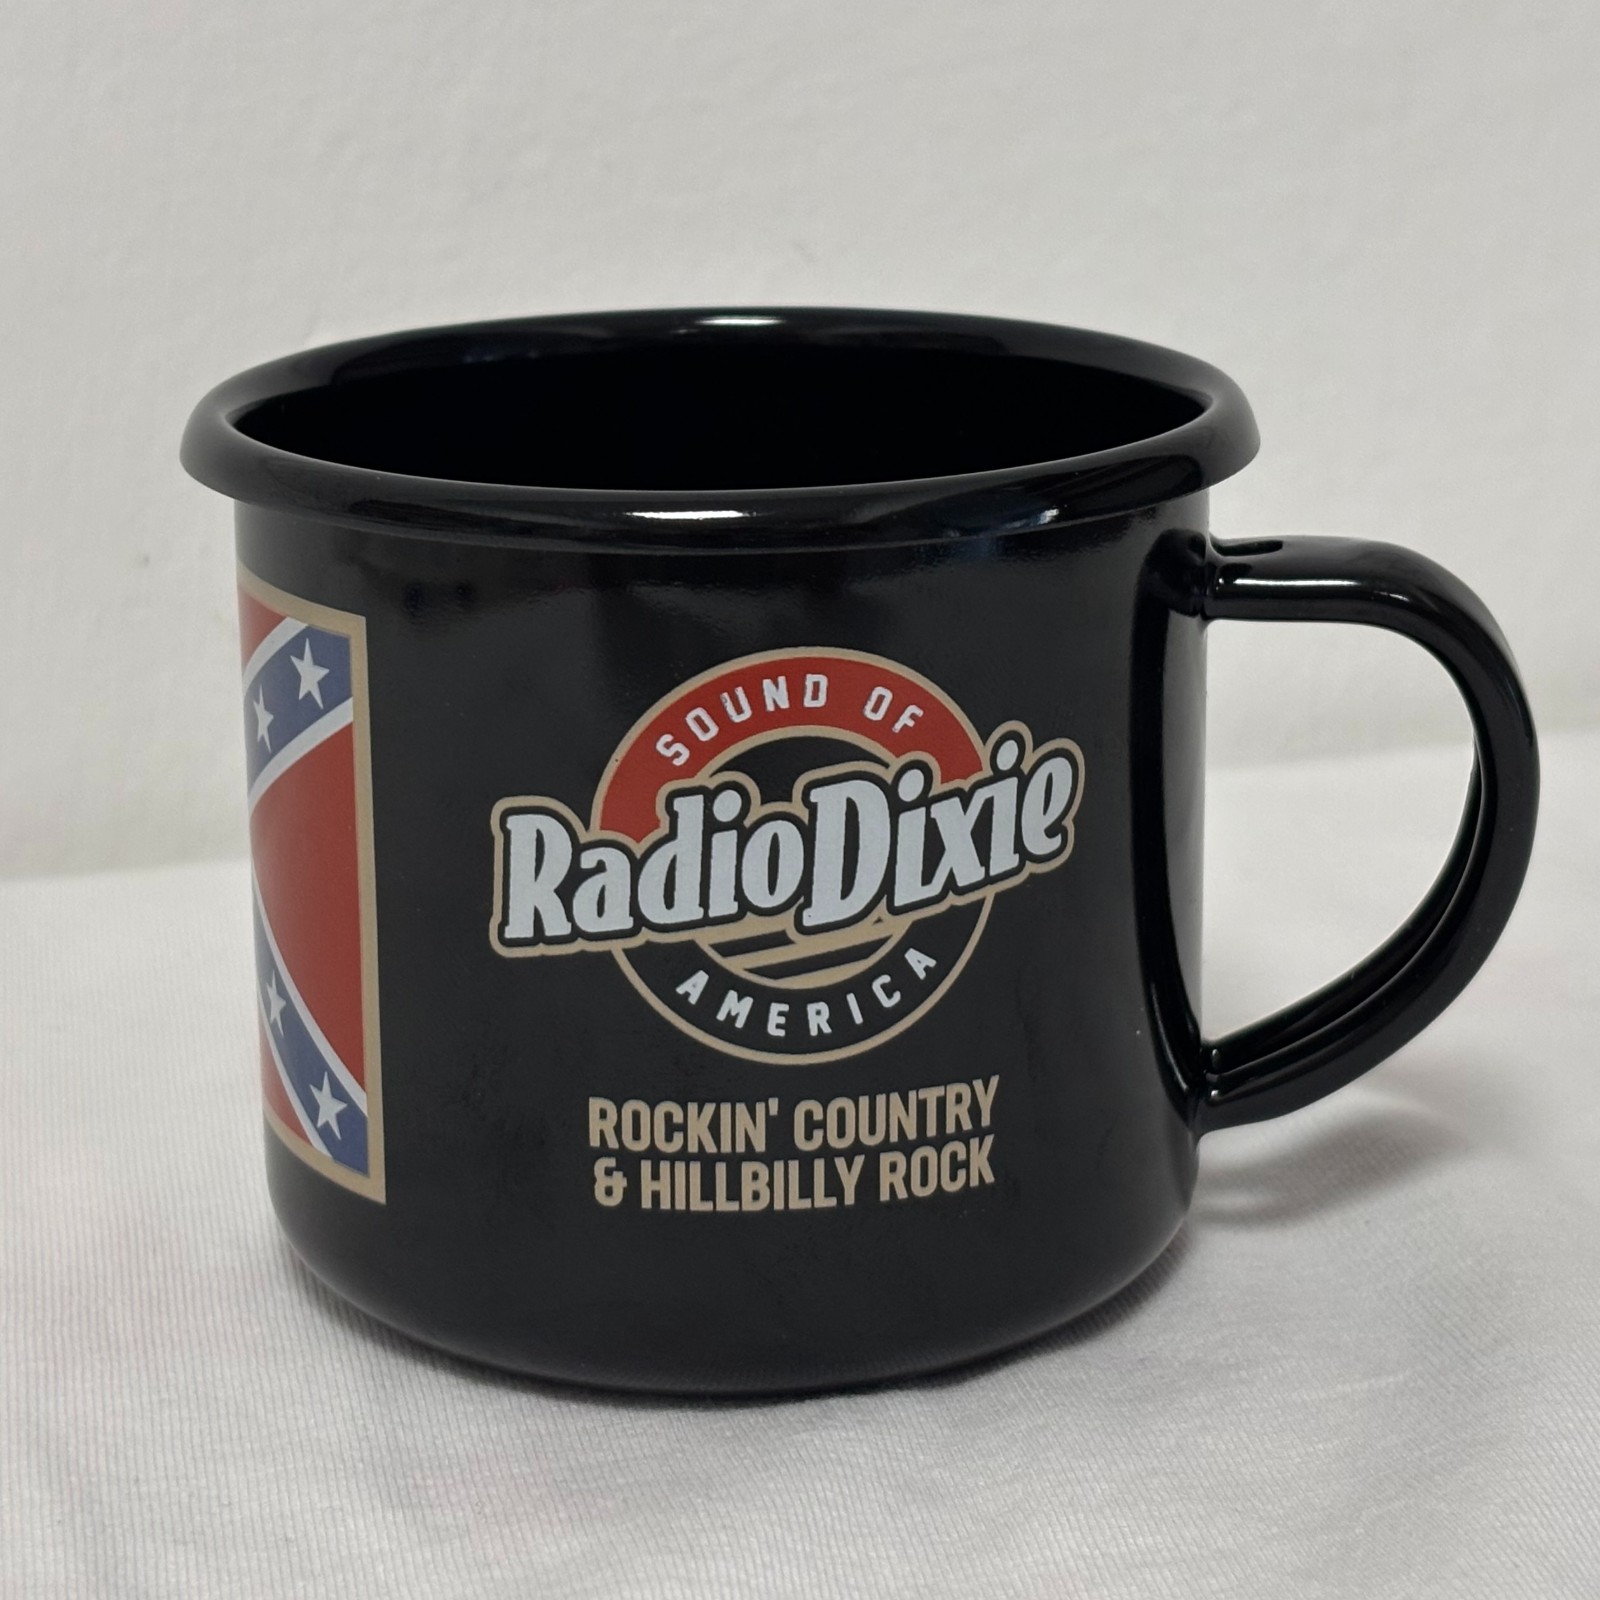 SOUND OF
RadioDixie
AMERICA
ROCKIN' COUNTRY
& HILLBILLY ROCK